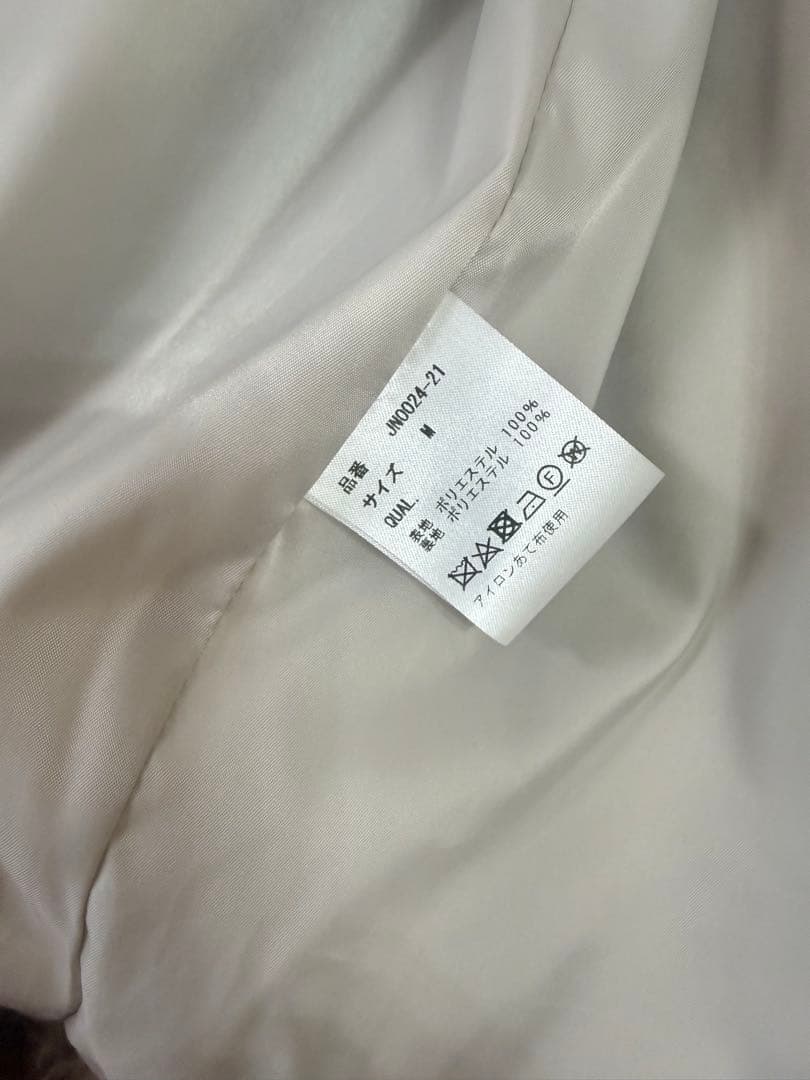 品番 JN0024-21
サイズ M
QUAL.
表地 ポリエステル 100%
裏地 ポリエステル 100%
F
アイロンあて布使用